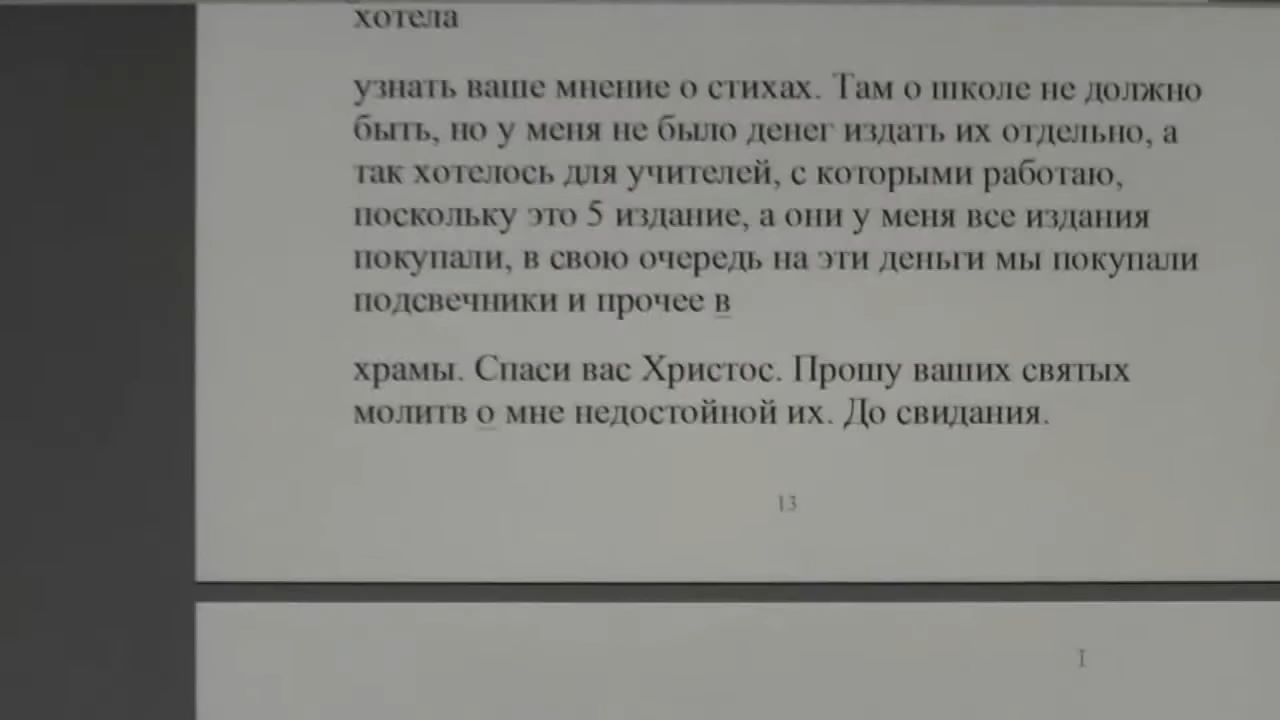 хотела
узнать ваше мнение о стихах. Там о школе не должно
быть, но у меня не было денег издать их отдельно, а
так хотелось для учителей, с которыми работаю,
поскольку это 5 издание, а они у меня все издания
покупали, в свою очередь на эти деньги мы покупали
подсвечники и прочее в
храмы. Спаси вас Христос. Прошу ваших святых
молитв о мне недостойной их. До свидания.
13